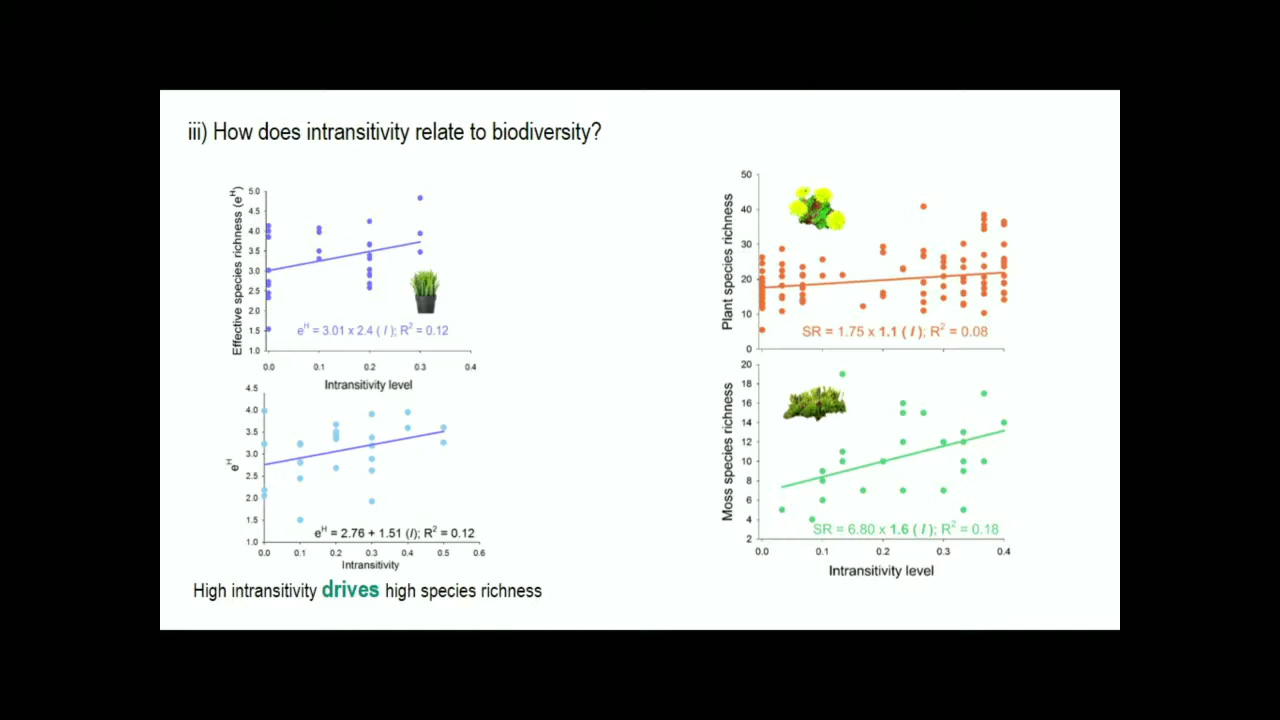 iii) How does intransitivity relate to biodiversity?
Effective species richness (eᴴ)
5.0
4.5
4.0
3.5
3.0
2.5
2.0
1.5
1.0
eᴴ = 3.01 x 2.4 ( I ); R² = 0.12
0.0 0.1 0.2 0.3 0.4
Intransitivity level
eᴴ
4.5
4.0
3.5
3.0
2.5
2.0
1.5
1.0
eᴴ = 2.76 + 1.51 (I); R² = 0.12
0.0 0.1 0.2 0.3 0.4 0.5 0.6
Intransitivity
High intransitivity drives high species richness
Plant species richness
50
40
30
20
10
0
SR = 1.75 x 1.1 ( I ); R² = 0.08
Moss species richness
20
18
16
14
12
10
8
6
4
2
SR = 6.80 x 1.6 ( I ); R² = 0.18
0.0 0.1 0.2 0.3 0.4
Intransitivity level